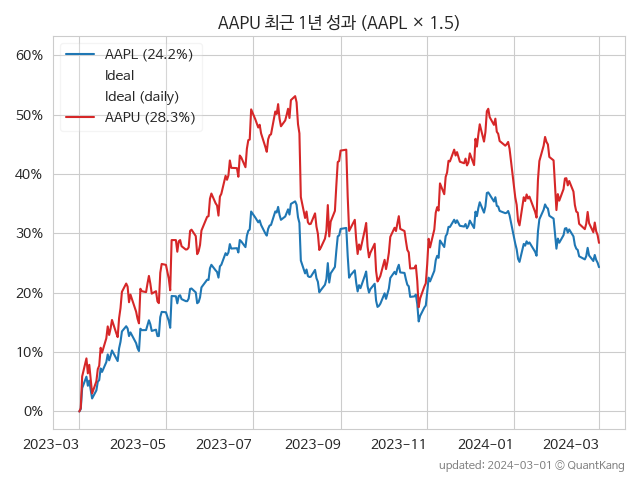 AAPU 최근 1년 성과 (AAPL × 1.5)
60%
50%
40%
30%
20%
10%
0%
AAPL (24.2%)
Ideal
Ideal (daily)
AAPU (28.3%)
2023-03 2023-05 2023-07 2023-09 2023-11 2024-01 2024-03
updated: 2024-03-01 © QuantKang